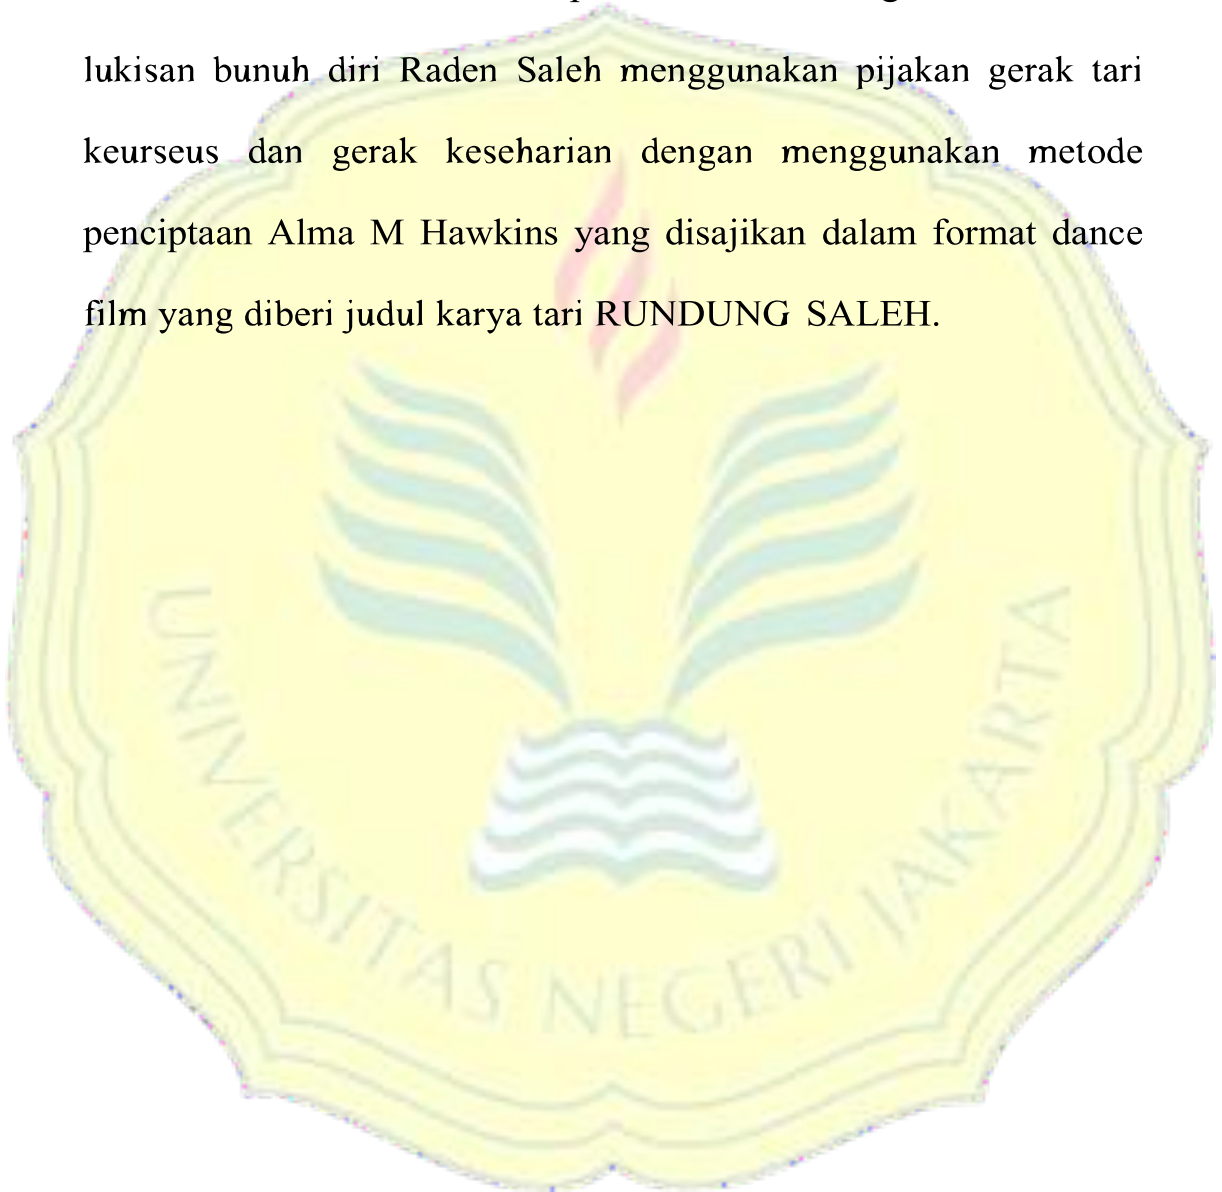 lukisan bunuh diri Raden Saleh menggunakan pijakan gerak tari
keurseus dan gerak keseharian dengan menggunakan metode
penciptaan Alma M Hawkins yang disajikan dalam format dance
film yang diberi judul karya tari RUNDUNG SALEH.
UNIVERSITAS NEGERI JAKARTA